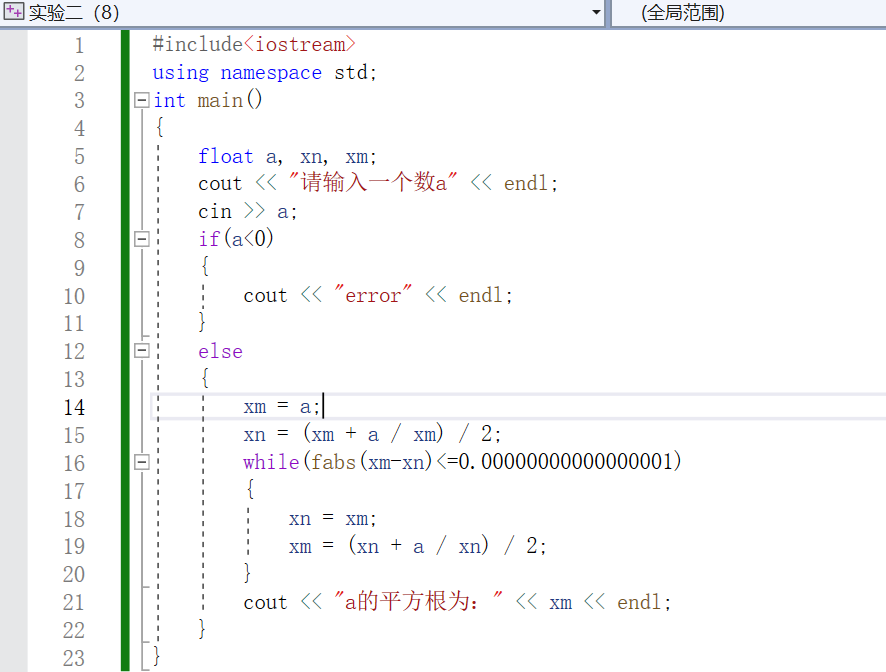 实验二（8） (全局范围)
1 #include<iostream>
2 using namespace std;
3 int main()
4 {
5 float a, xn, xm;
6 cout << "请输入一个数a" << endl;
7 cin >> a;
8 if(a<0)
9 {
10 cout << "error" << endl;
11 }
12 else
13 {
14 xm = a;
15 xn = (xm + a / xm) / 2;
16 while(fabs(xm-xn)<=0.00000000000000001)
17 {
18 xn = xm;
19 xm = (xn + a / xn) / 2;
20 }
21 cout << "a的平方根为：" << xm << endl;
22 }
23 }